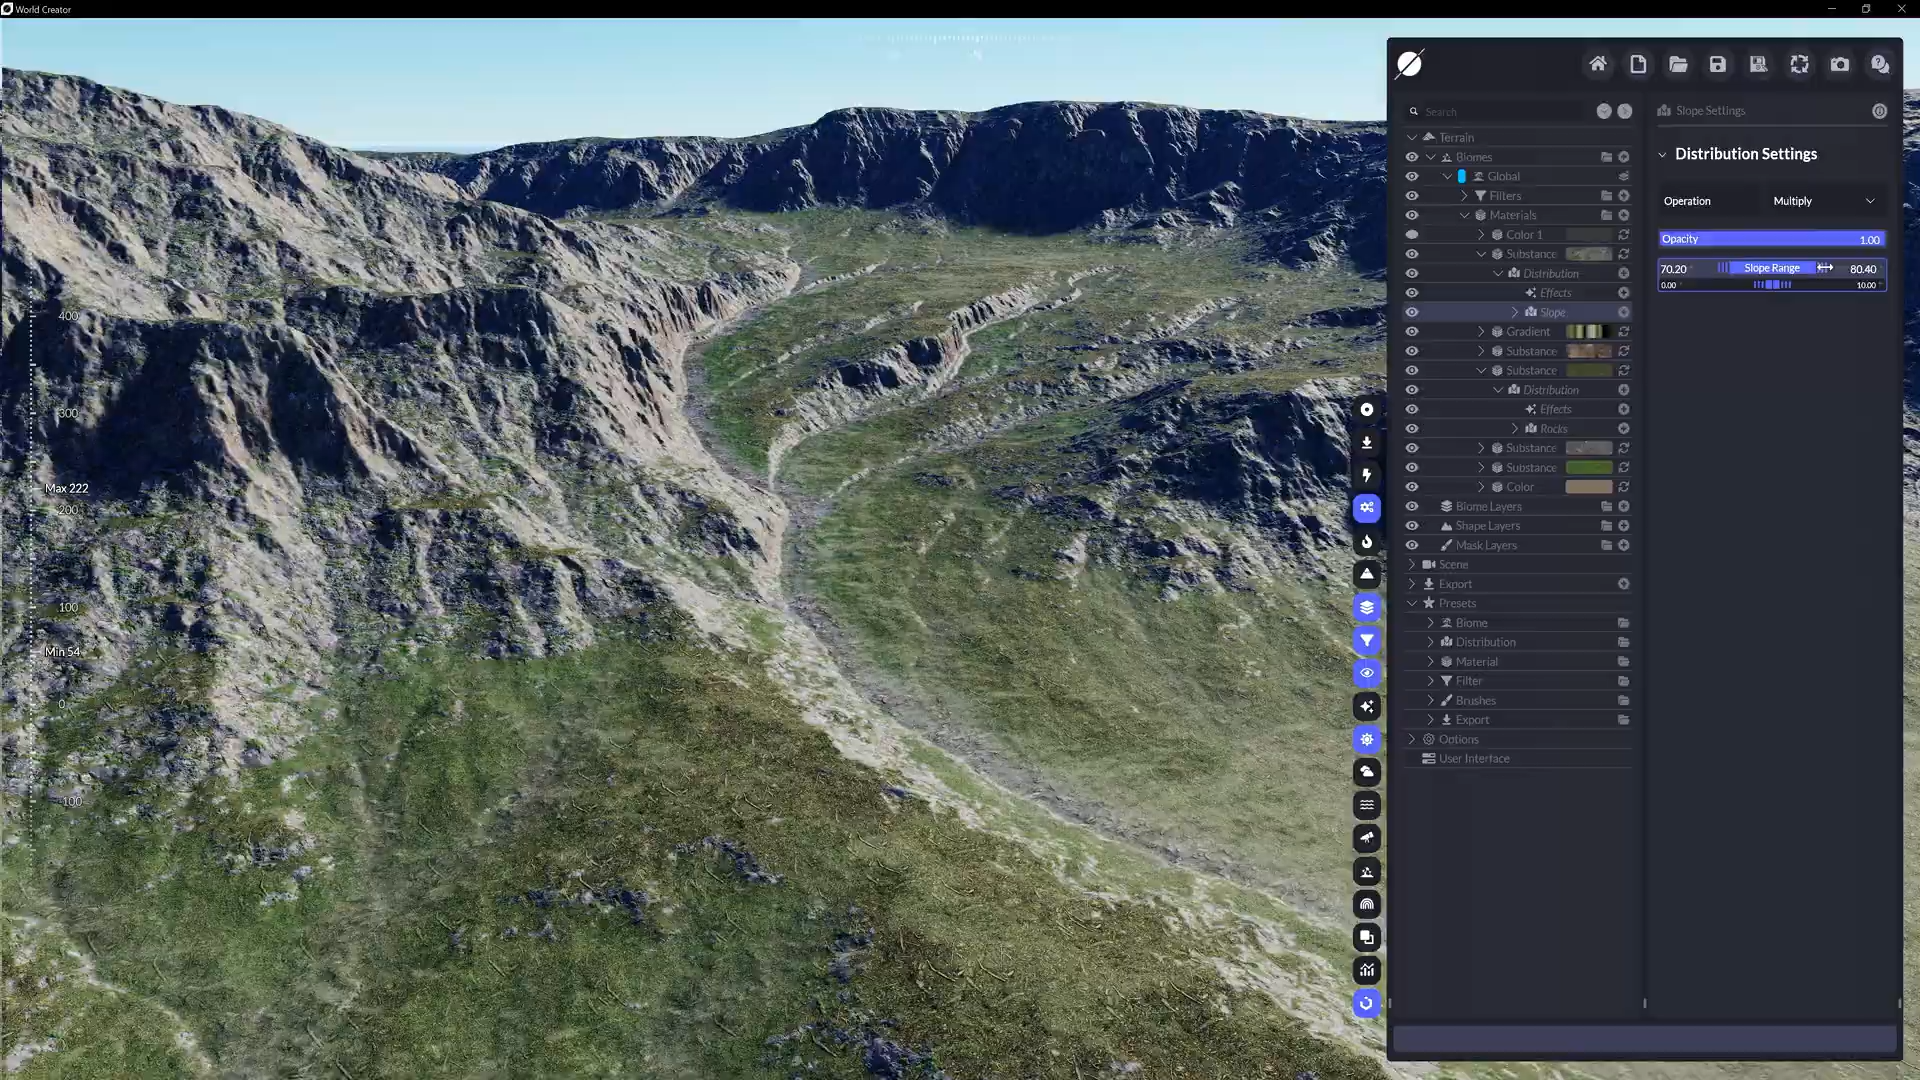 World Creator
Search
Terrain
Biomes
Global
Filters
Materials
Color 1
Substance
Distribution
Effects
Slope
Gradient
Substance
Substance
Distribution
Effects
Rocks
Substance
Substance
Color
Biome Layers
Shape Layers
Mask Layers
Scene
Export
Presets
Biome
Distribution
Material
Filter
Brushes
Export
Options
User Interface
Slope Settings
Distribution Settings
Operation Multiply
Opacity 1.00
70.20 ° Slope Range 80.40 °
0.00 ° 10.00 °
400
300
Max 222
200
100
Min 54
0
-100